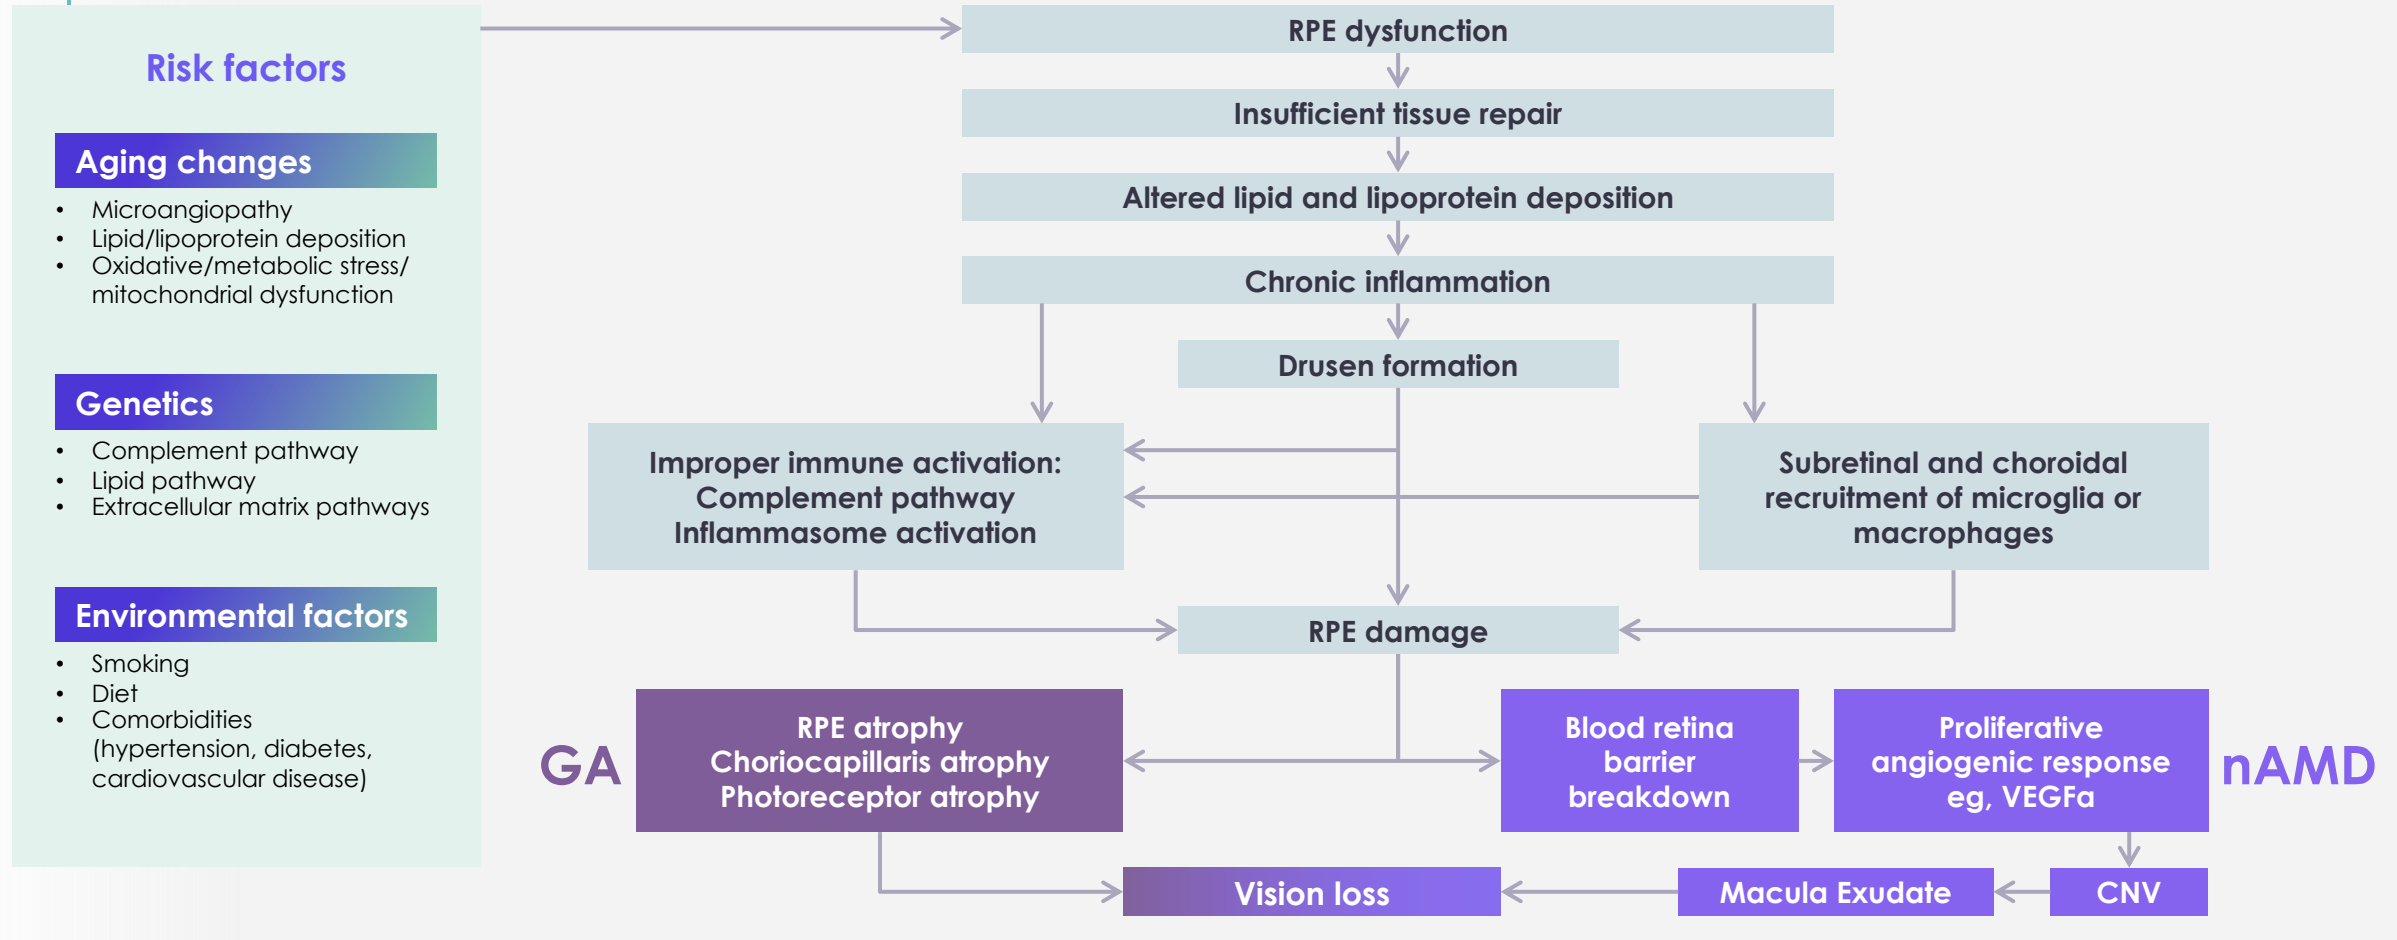 Risk factors
Aging changes
• Microangiopathy
• Lipid/lipoprotein deposition
• Oxidative/metabolic stress/
mitochondrial dysfunction
Genetics
• Complement pathway
• Lipid pathway
• Extracellular matrix pathways
Environmental factors
• Smoking
• Diet
• Comorbidities
(hypertension, diabetes,
cardiovascular disease)
RPE dysfunction
Insufficient tissue repair
Altered lipid and lipoprotein deposition
Chronic inflammation
Drusen formation
Improper immune activation:
Complement pathway
Inflammasome activation
Subretinal and choroidal
recruitment of microglia or
macrophages
RPE damage
GA
RPE atrophy
Choriocapillaris atrophy
Photoreceptor atrophy
Blood retina
barrier
breakdown
Proliferative
angiogenic response
eg, VEGFa
nAMD
Vision loss
Macula Exudate
CNV